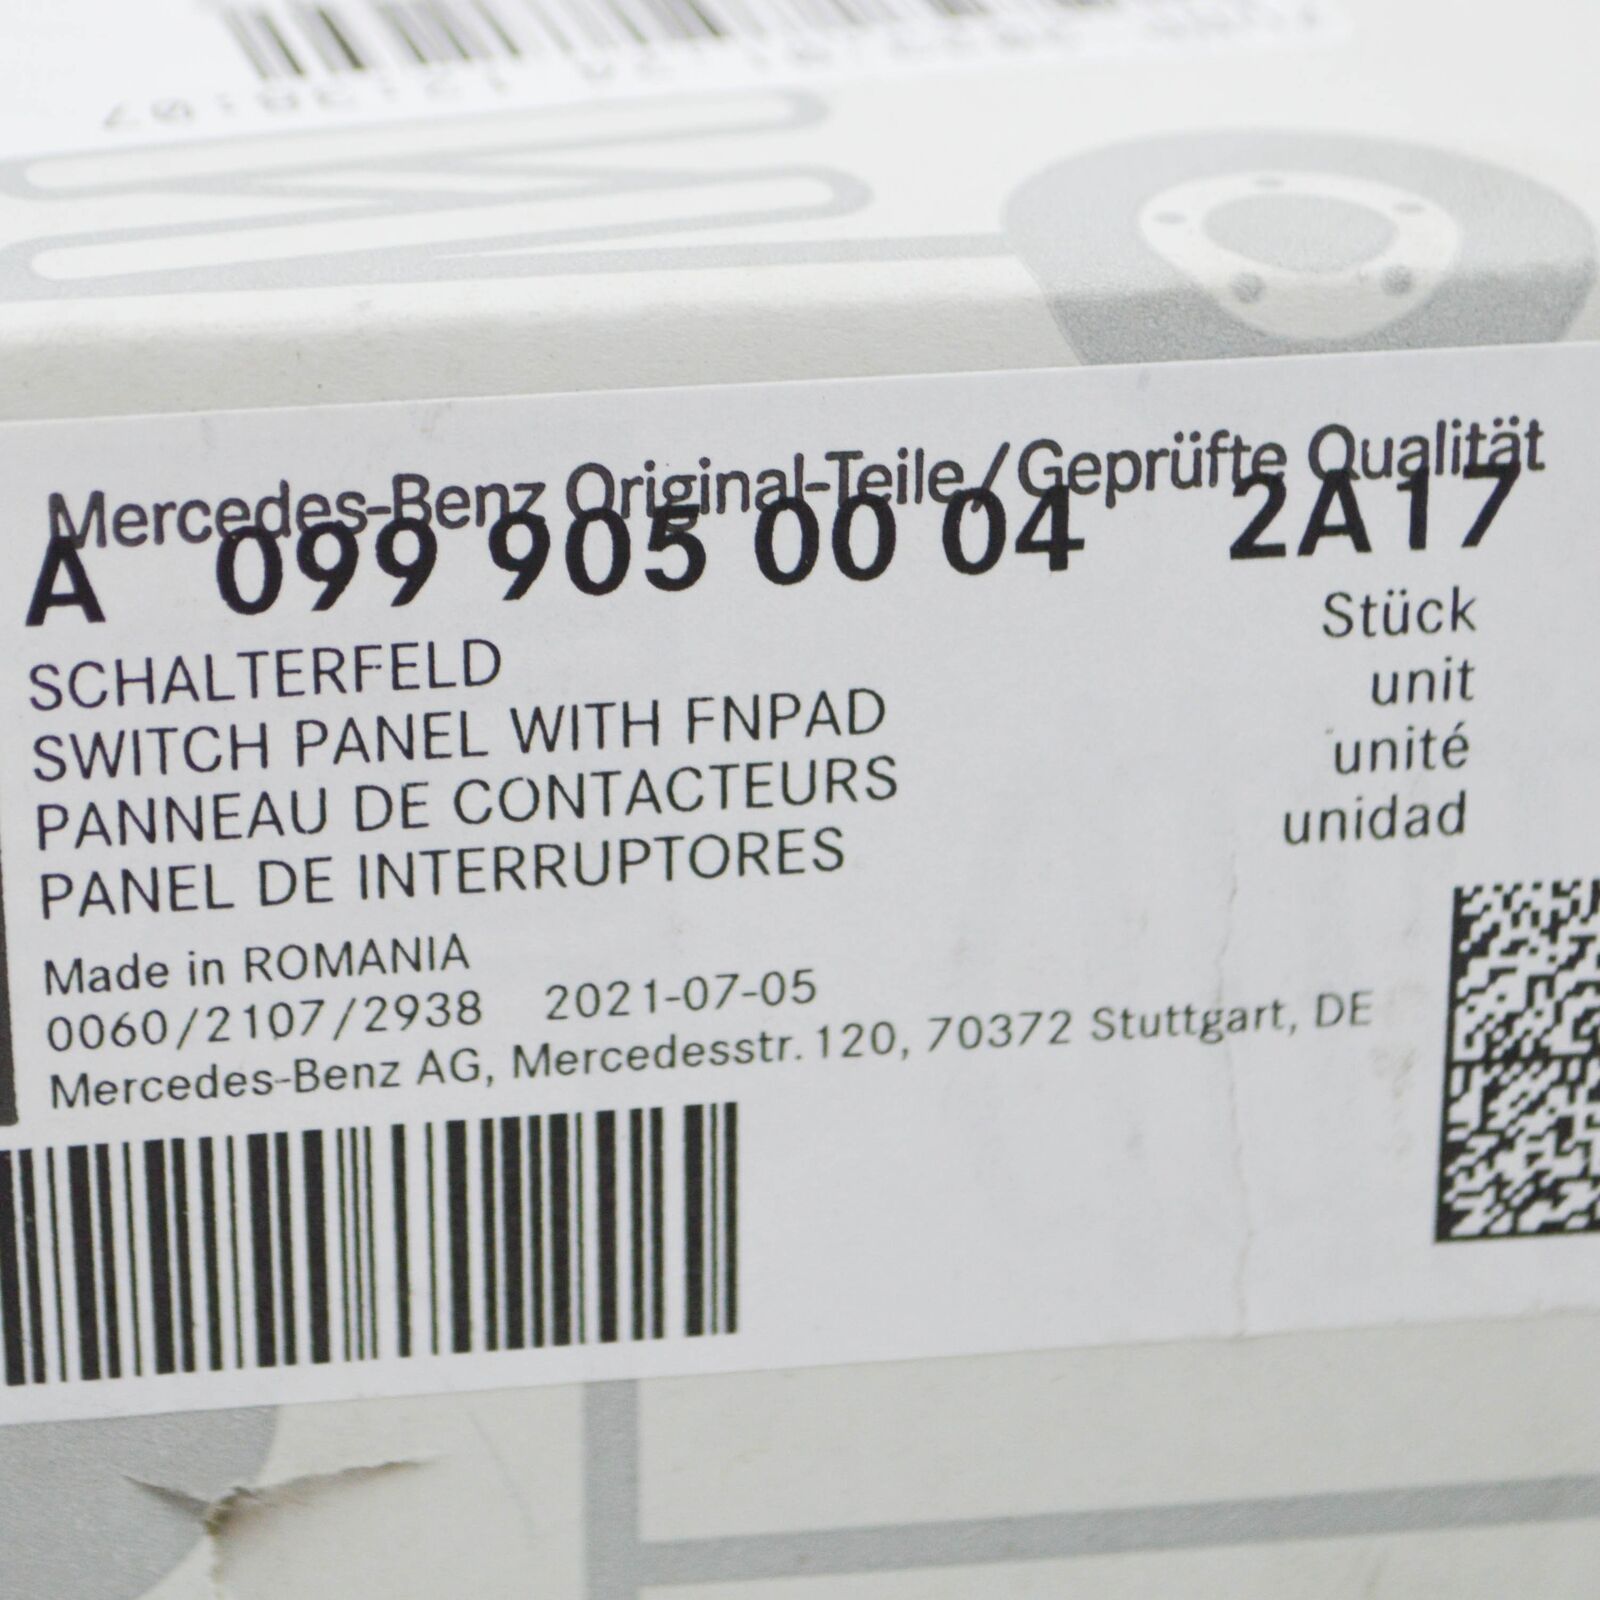 Mercedes-Benz Original-Teile/Geprüfte Qualität
A 099 905 00 04 2A17
SCHALTERFELD
SWITCH PANEL WITH FNPAD
PANNEAU DE CONTACTEURS
PANEL DE INTERRUPTORES
Stück
unit
unité
unidad
Made in ROMANIA
0060/2107/2938 2021-07-05
Mercedes-Benz AG, Mercedesstr. 120, 70372 Stuttgart, DE